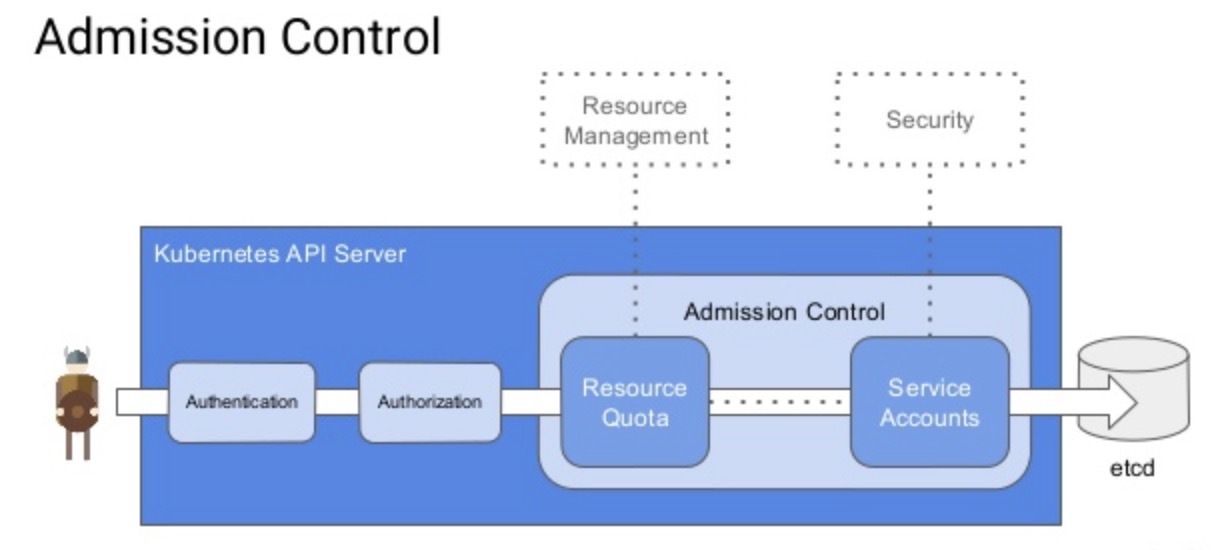 Admission Control
Resource
Management
Security
Kubernetes API Server
Admission Control
Authentication
Authorization
Resource
Quota
Service
Accounts
etcd